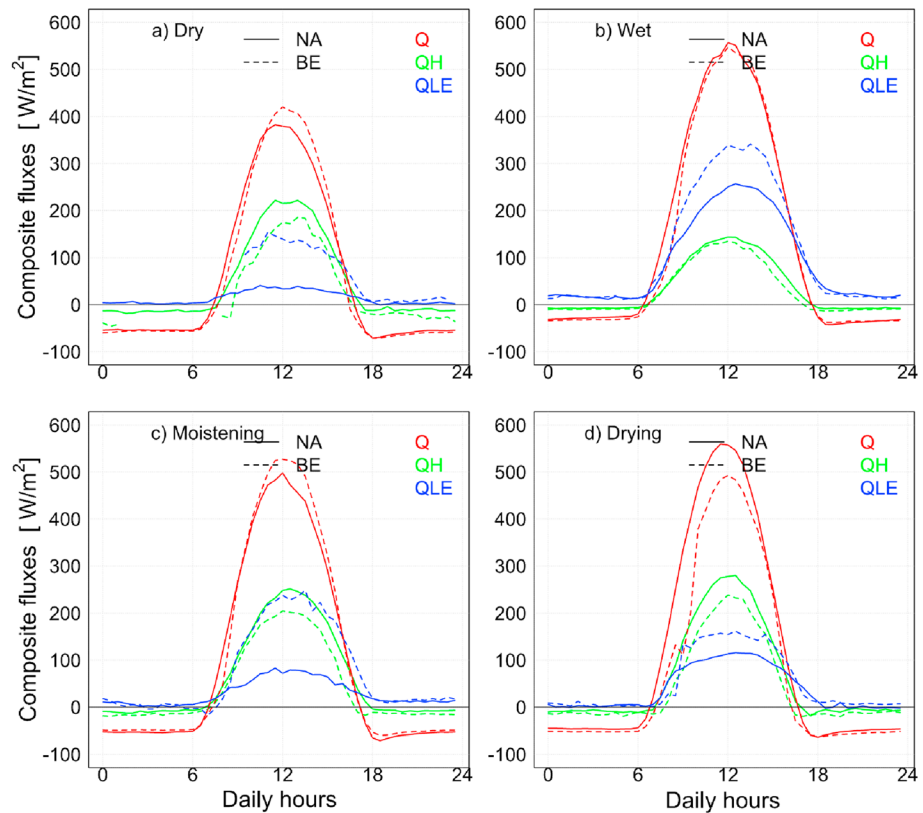 600 a) Dry NA Q
500 BE QH
400 QLE
300
200
100
0
-100
0 6 12 18 24
Composite fluxes [ W/m²]
600 b) Wet NA Q
500 BE QH
400 QLE
300
200
100
0
-100
0 6 12 18 24
600 c) Moistening NA Q
500 BE QH
400 QLE
300
200
100
0
-100
0 6 12 18 24
Composite fluxes [ W/m²]
Daily hours
600 d) Drying NA Q
500 BE QH
400 QLE
300
200
100
0
-100
0 6 12 18 24
Daily hours